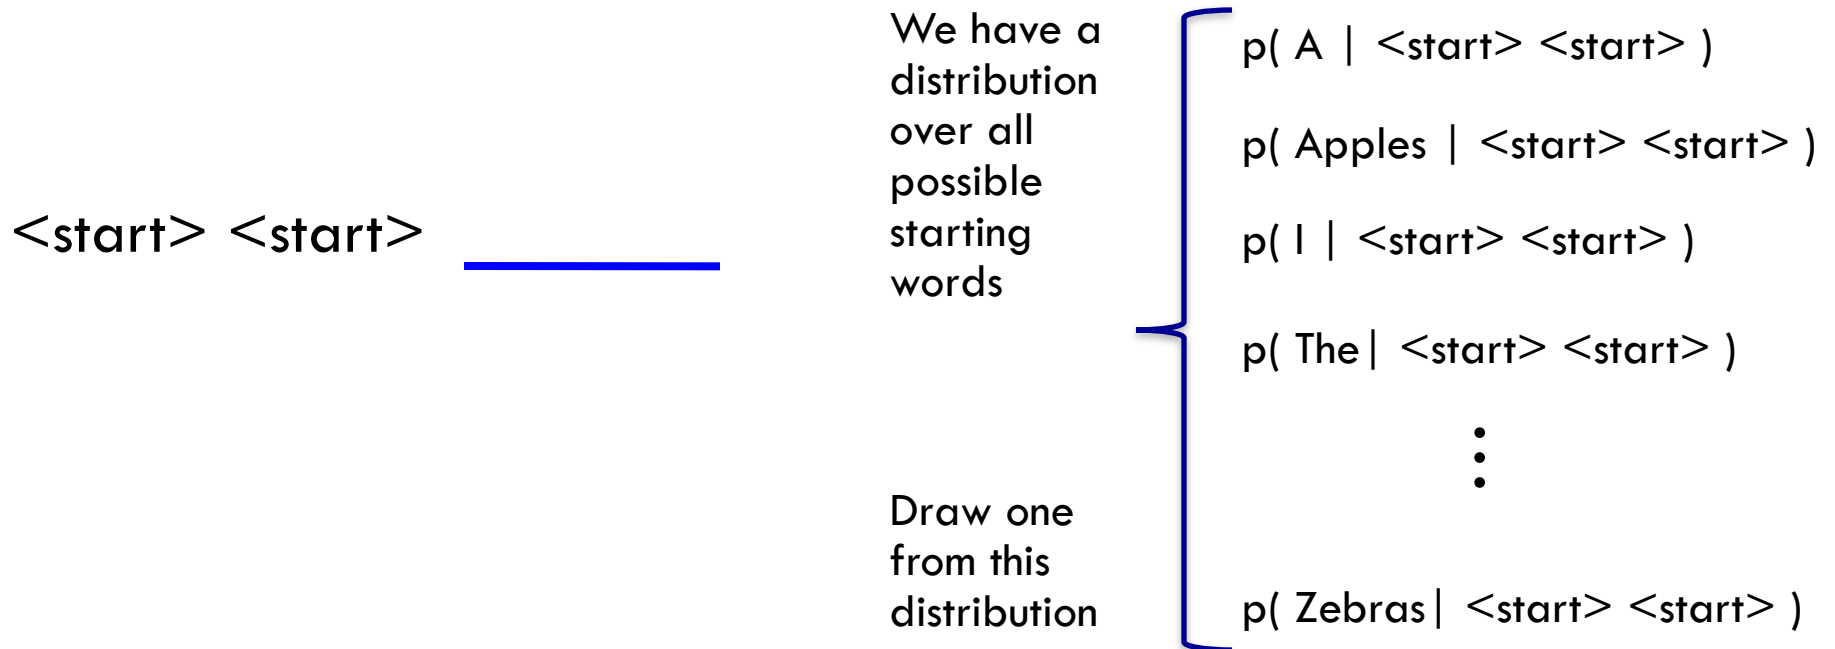 <start> <start>
We have a
distribution
over all
possible
starting
words
Draw one
from this
distribution
p( A | <start> <start> )
p( Apples | <start> <start> )
p( I | <start> <start> )
p( The| <start> <start> )
p( Zebras| <start> <start> )